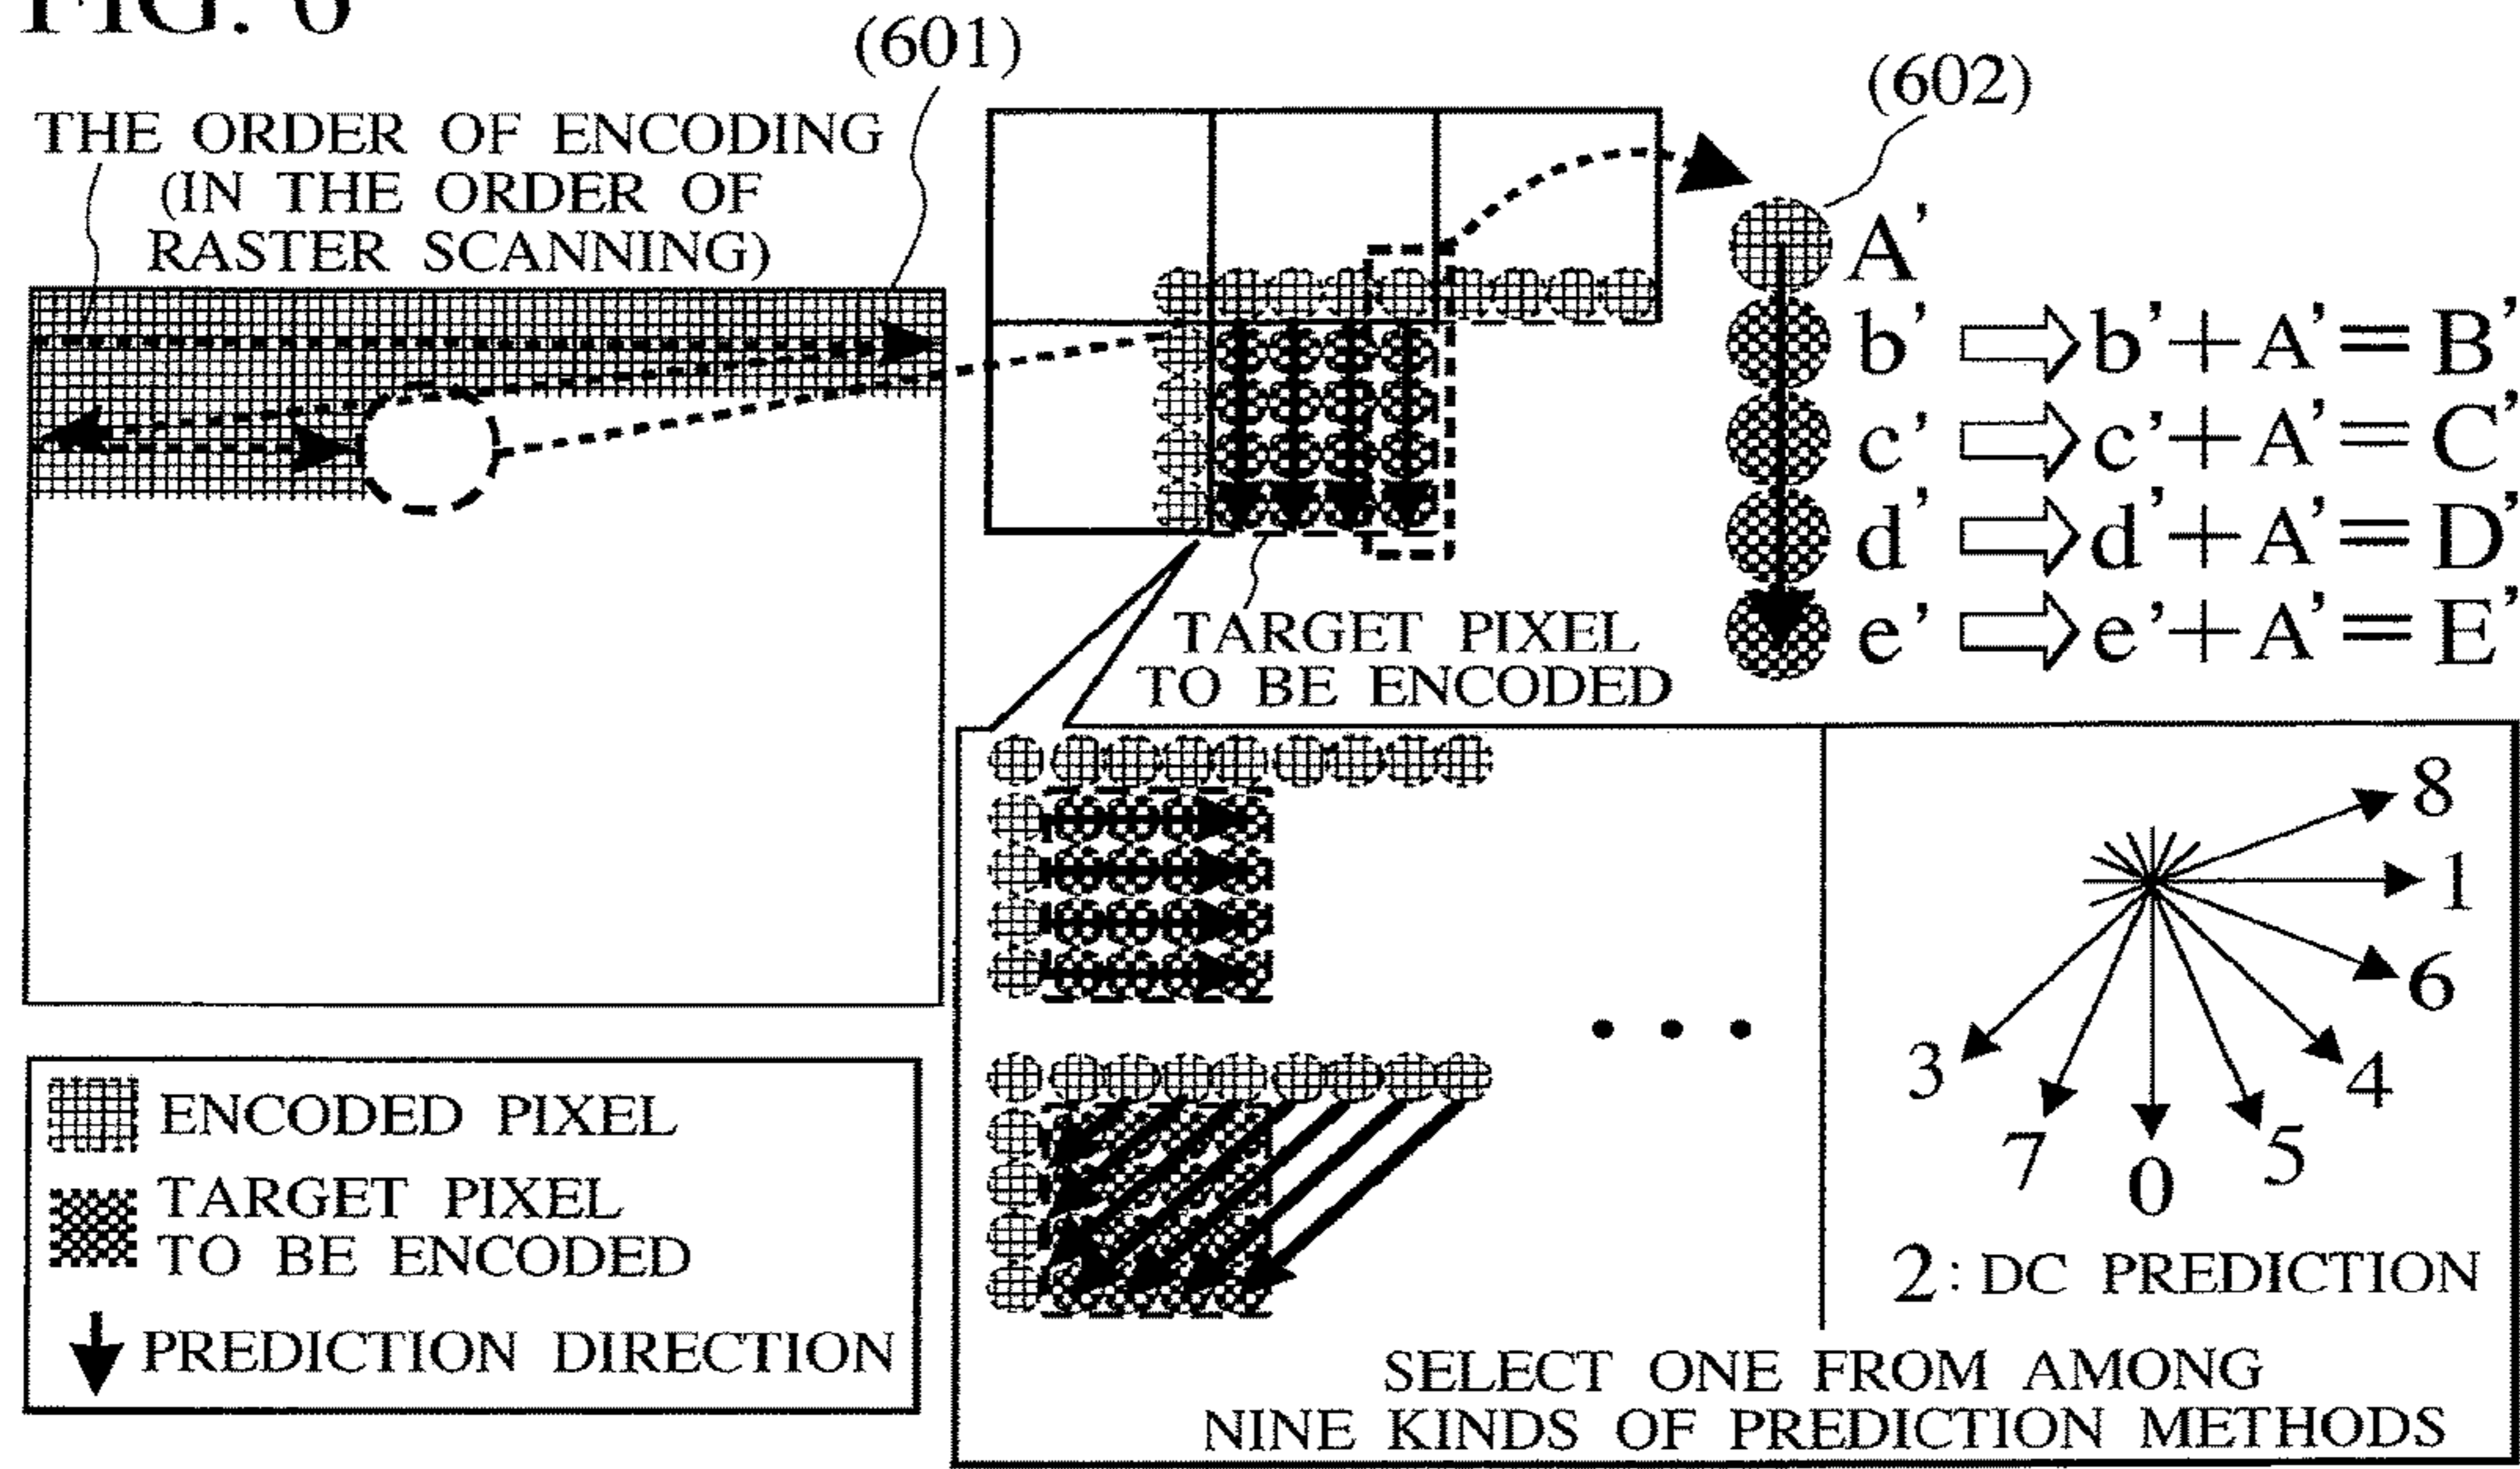 FIG. 6
(601)
(602)
THE ORDER OF ENCODING
(IN THE ORDER OF
RASTER SCANNING)
A'
b' ⇨ b'+A'=B'
c' ⇨ c'+A'=C'
d' ⇨ d'+A'=D'
e' ⇨ e'+A'=E'
TARGET PIXEL
TO BE ENCODED
ENCODED PIXEL
TARGET PIXEL
TO BE ENCODED
PREDICTION DIRECTION
• • •
8
1
6
4
3
5
7
0
2: DC PREDICTION
SELECT ONE FROM AMONG
NINE KINDS OF PREDICTION METHODS